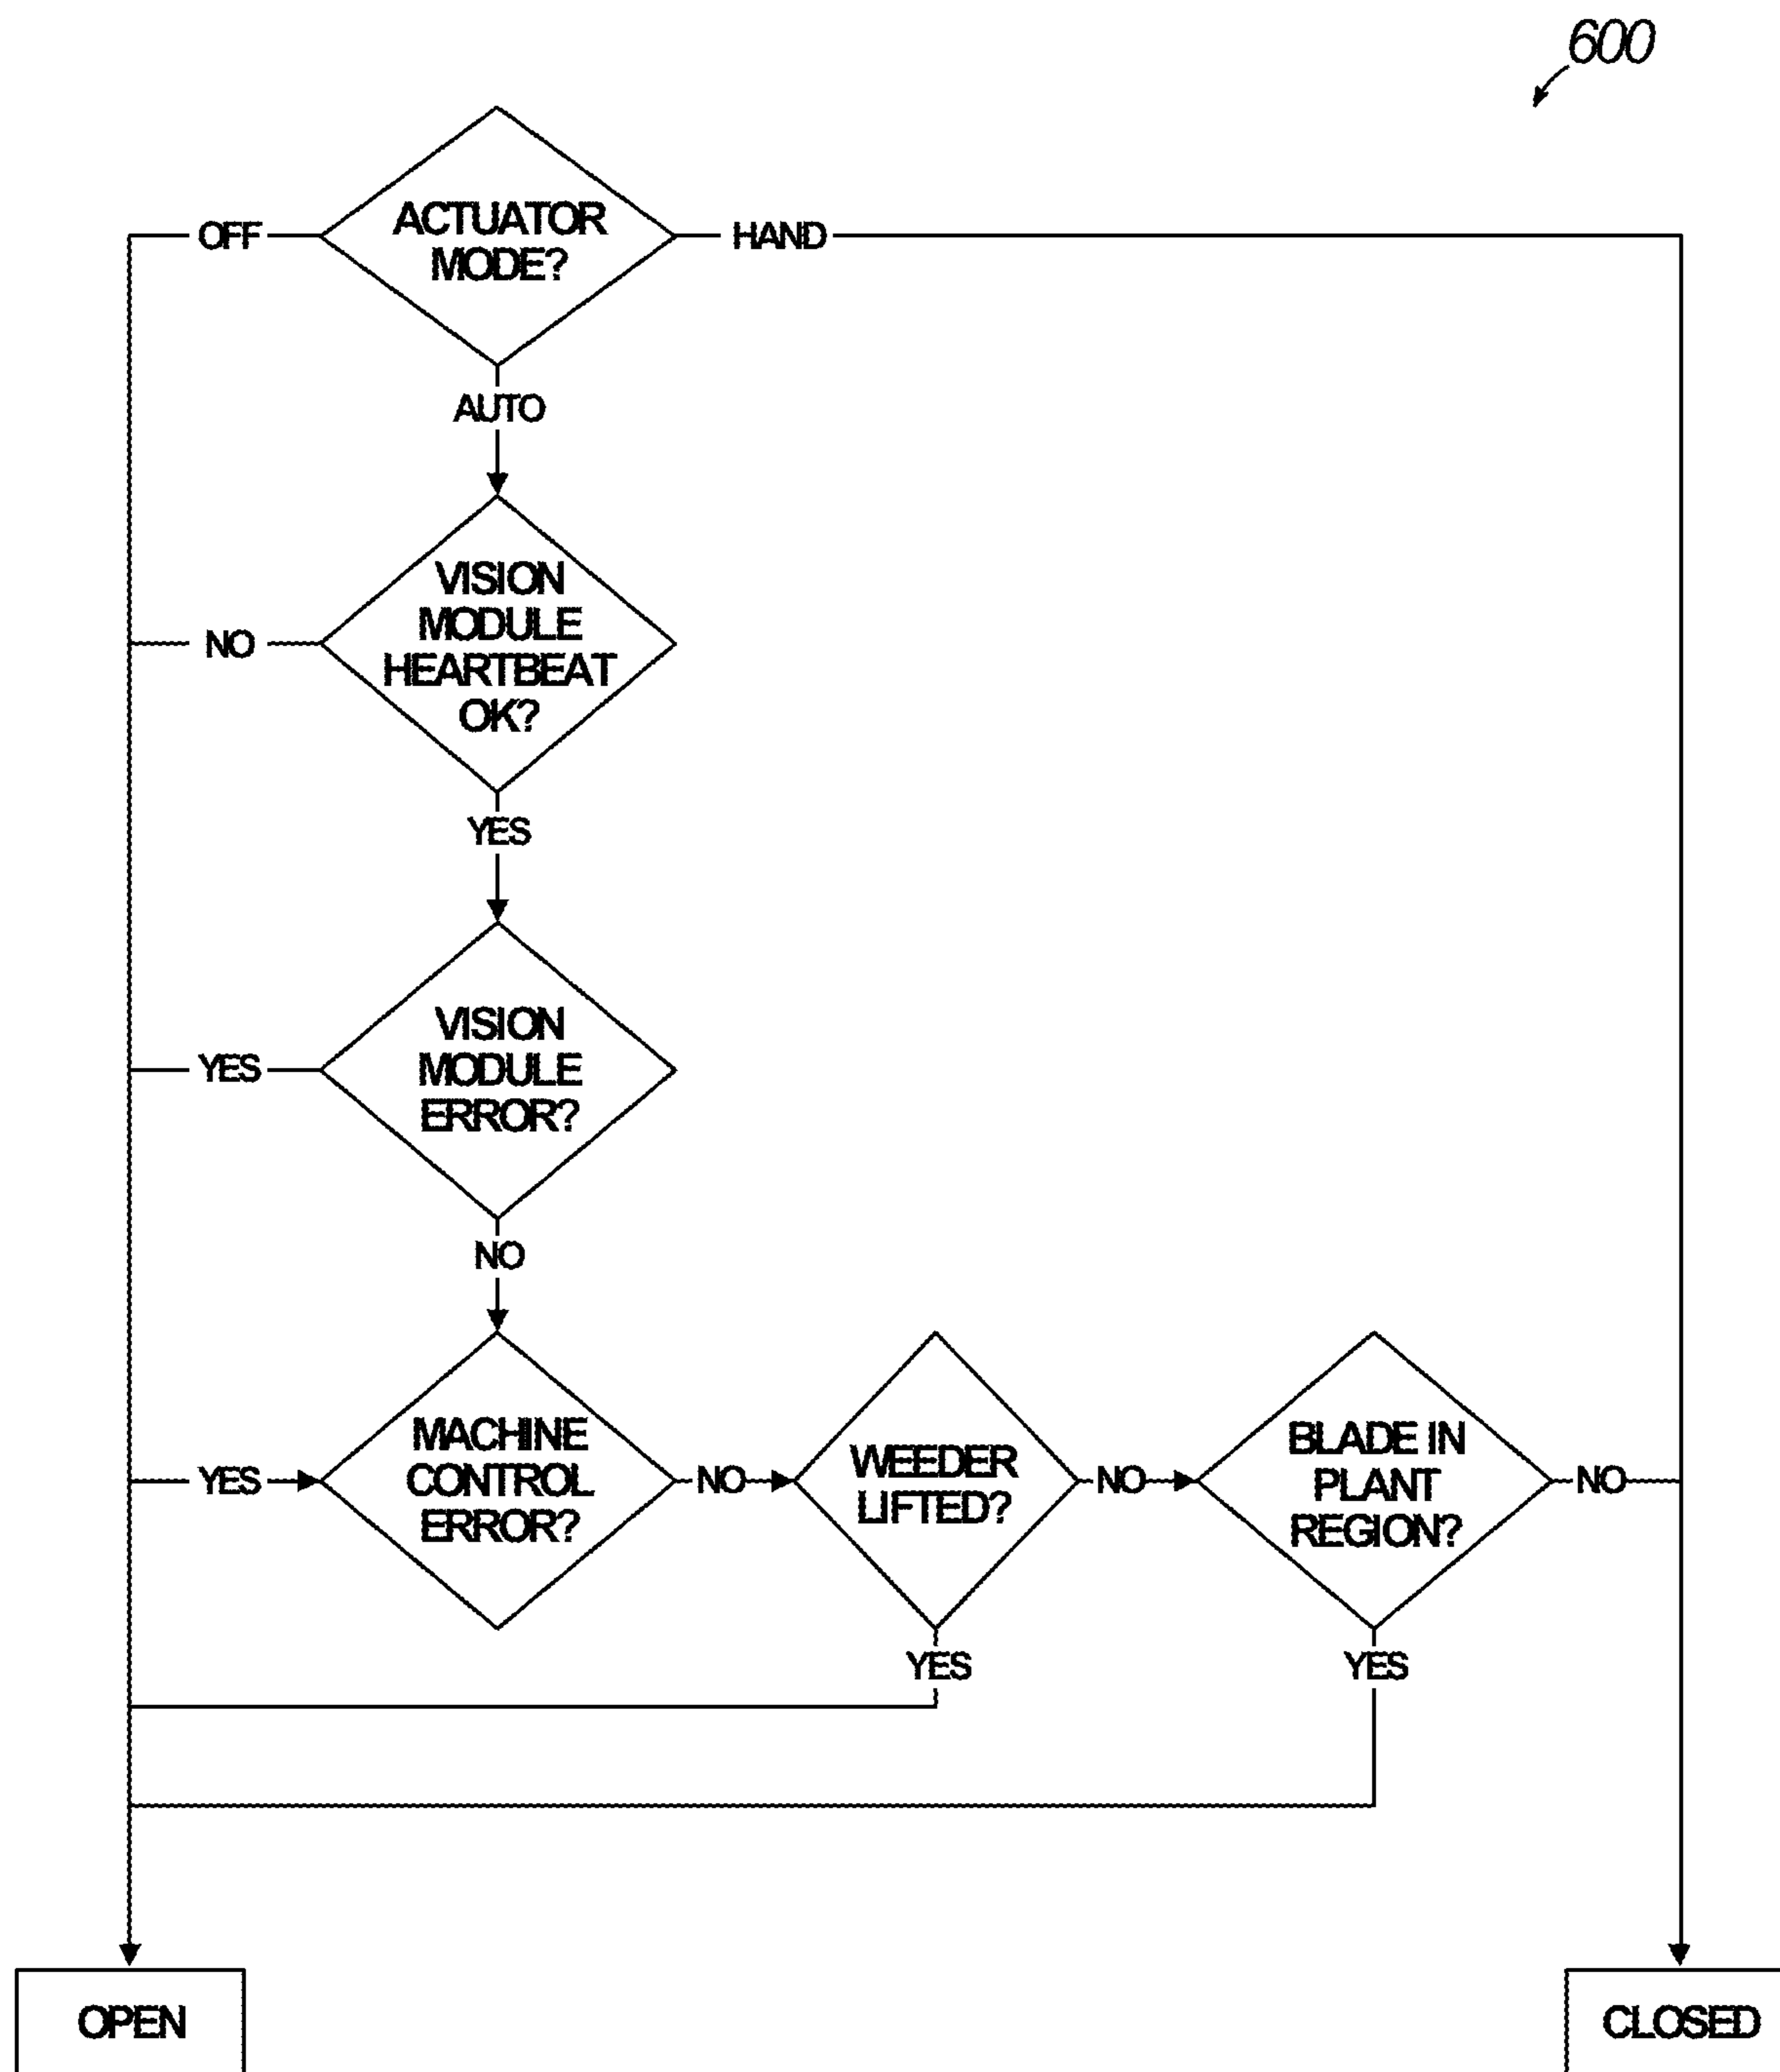 600
ACTUATOR
MODE?
OFF
HAND
AUTO
VISION
MODULE
HEARTBEAT
OK?
NO
YES
VISION
MODULE
ERROR?
YES
NO
MACHINE
CONTROL
ERROR?
YES
NO
WEEDER
LIFTED?
NO
BLADE IN
PLANT
REGION?
NO
YES
YES
OPEN
CLOSED